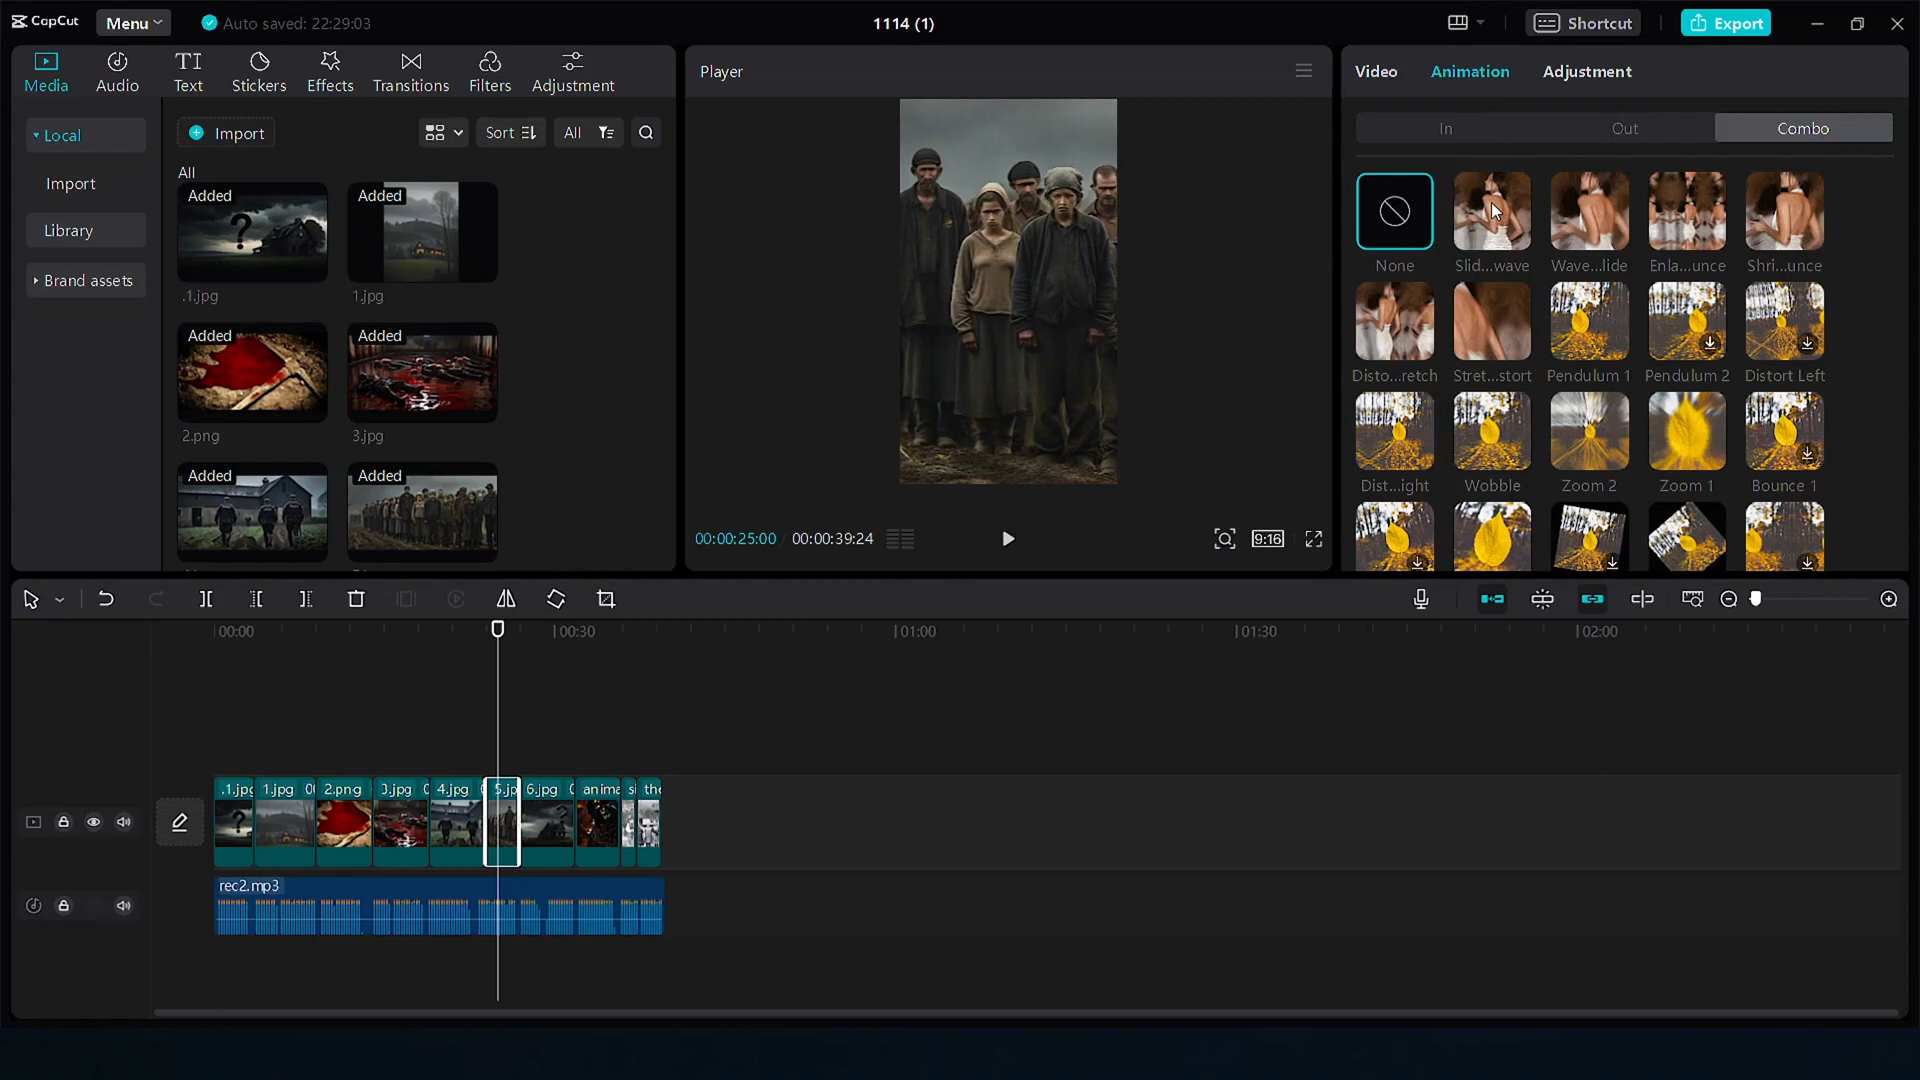 CapCut
Menu
Auto saved: 22:29:03
1114 (1)
Shortcut
Export
Media
Audio
TI
Text
Stickers
Effects
Transitions
Filters
Adjustment
Local
Import
Library
Brand assets
Import
Sort
All
All
Added
.1.jpg
Added
1.jpg
Added
2.png
Added
3.jpg
Added
Added
Player
00:00:25:00
00:00:39:24
9:16
Video
Animation
Adjustment
In
Out
Combo
None
Slid...wave
Wave...lide
Enla...unce
Shri...unce
Disto...retch
Stret...stort
Pendulum 1
Pendulum 2
Distort Left
Dist...ight
Wobble
Zoom 2
Zoom 1
Bounce 1
00:00
00:30
01:00
01:30
02:00
.1.jpg
1.jpg
2.png
3.jpg
4.jpg
5.jp
6.jpg
anima
s
the
rec2.mp3